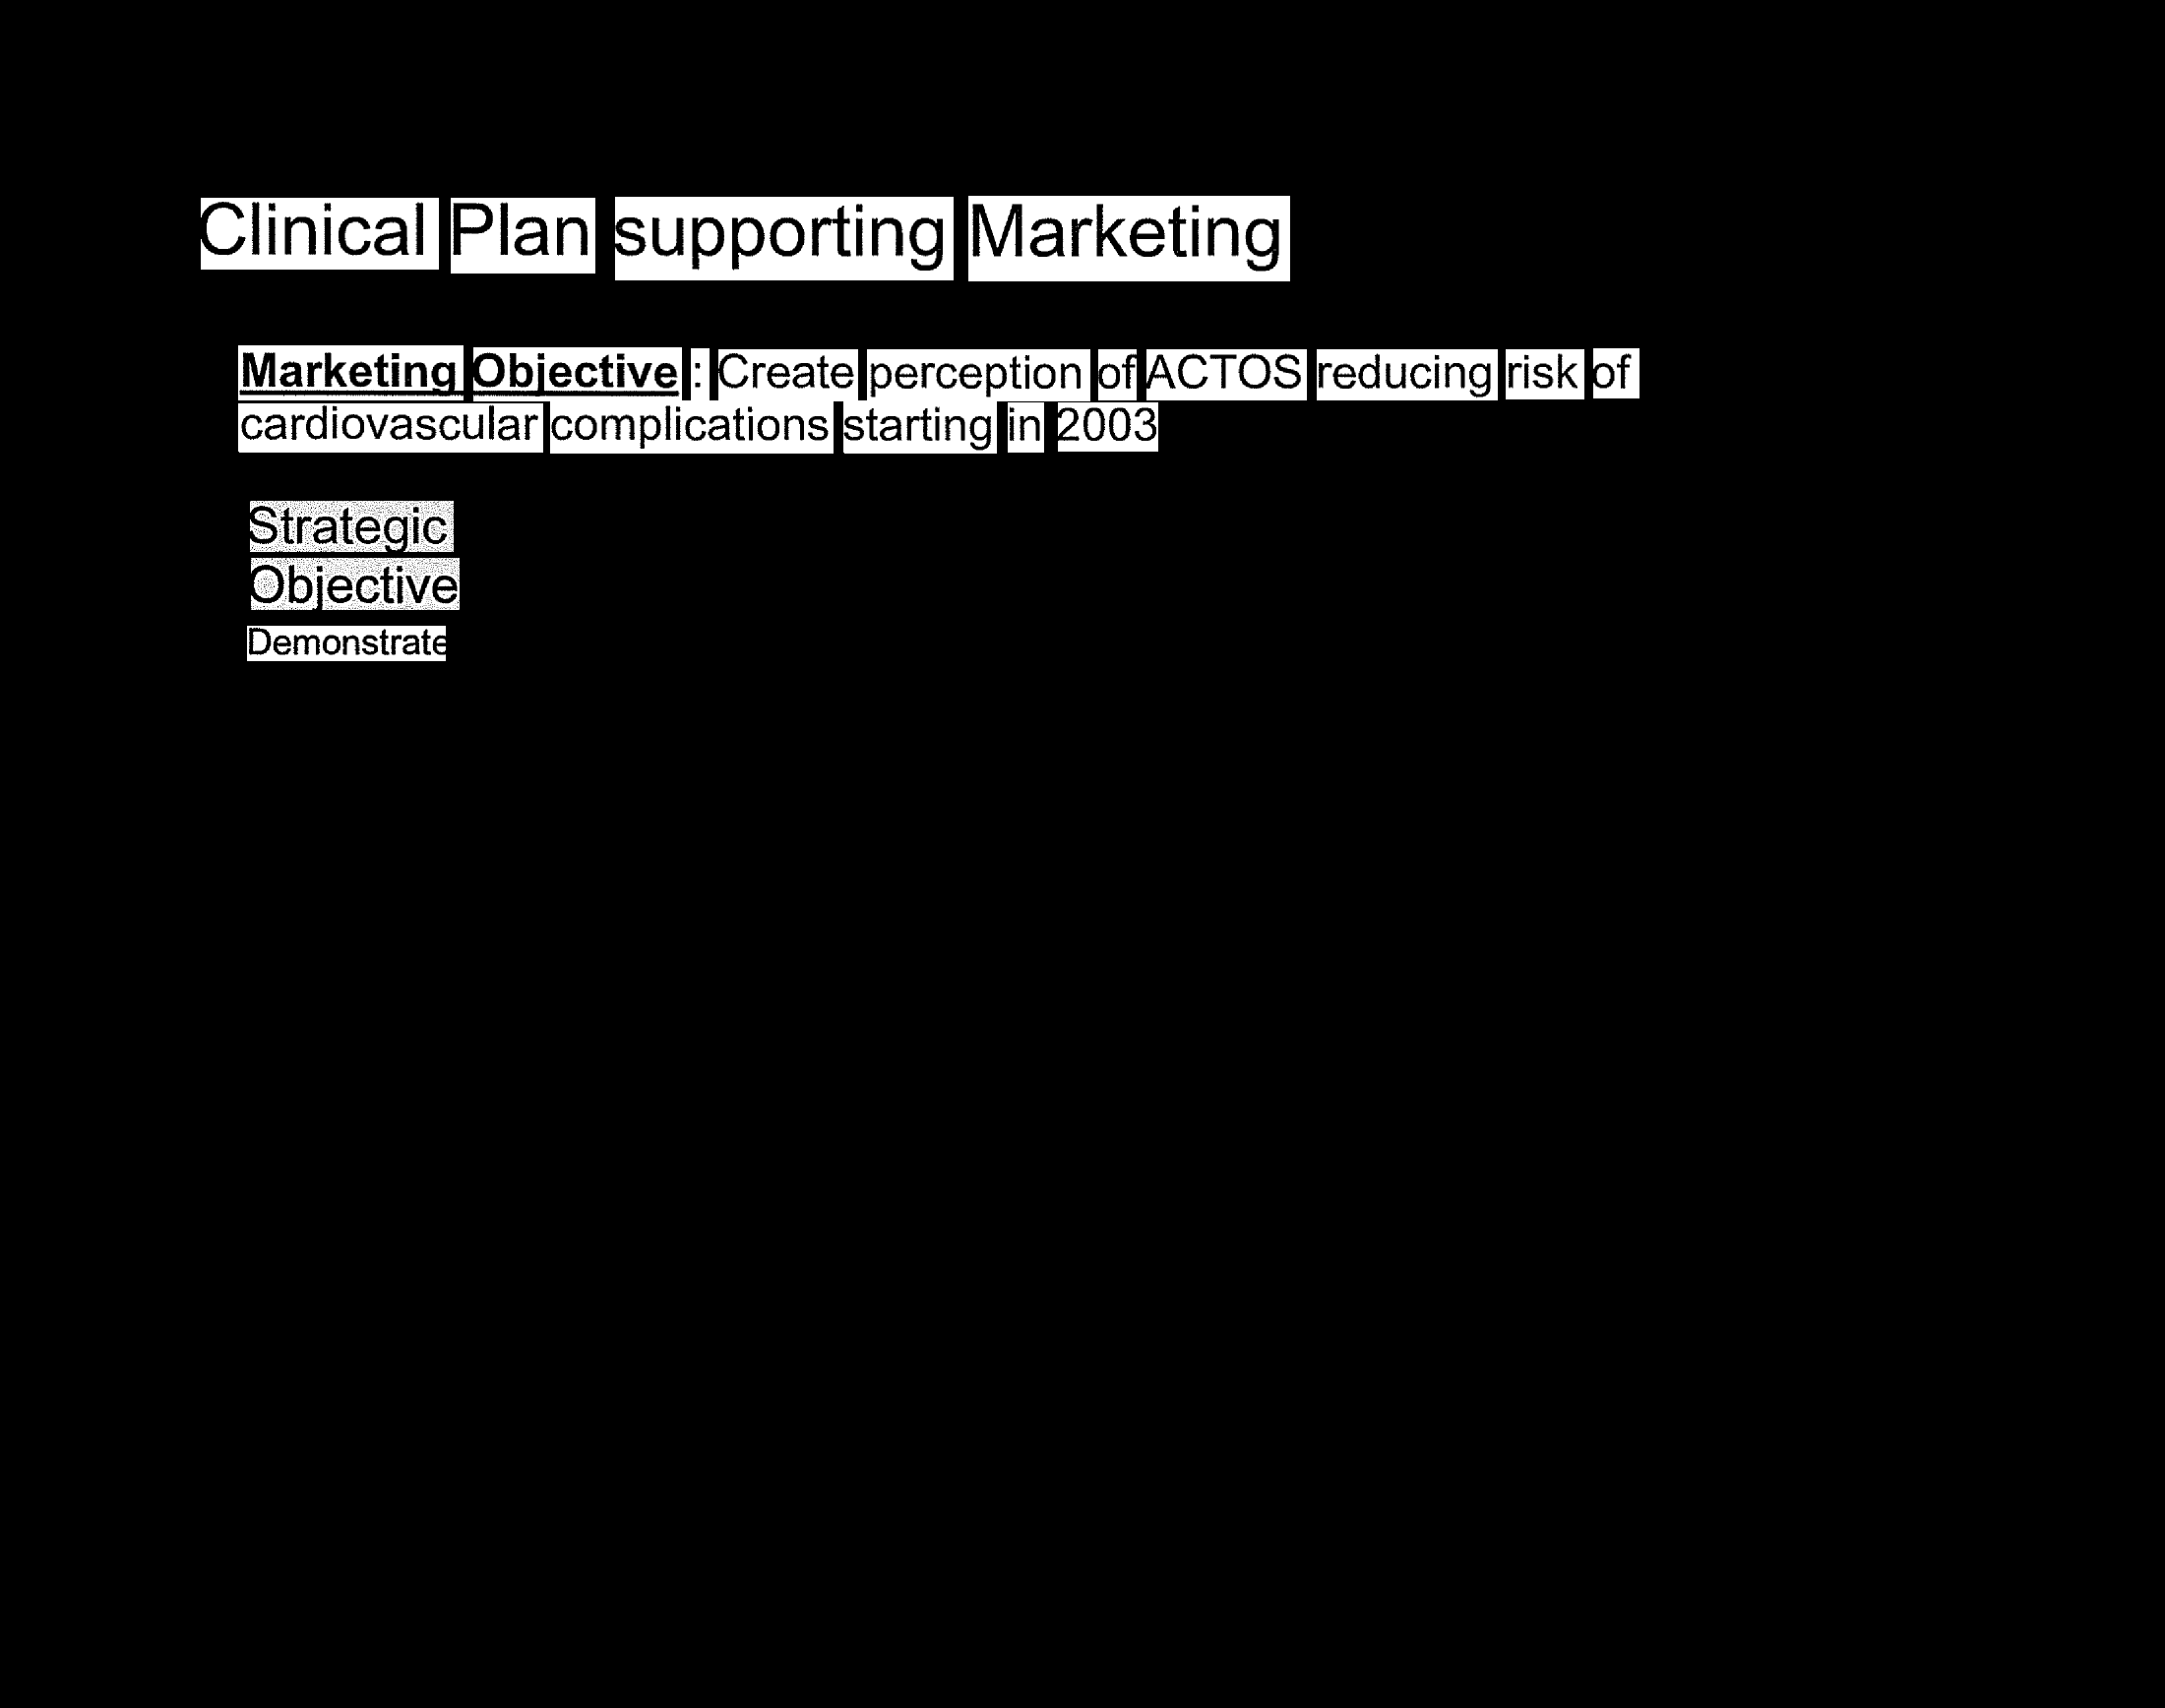 Clinical Plan supporting Marketing
Marketing Objective : Create perception of ACTOS reducing risk of
cardiovascular complications starting in 2003
Strategic
Objective
Demonstrate